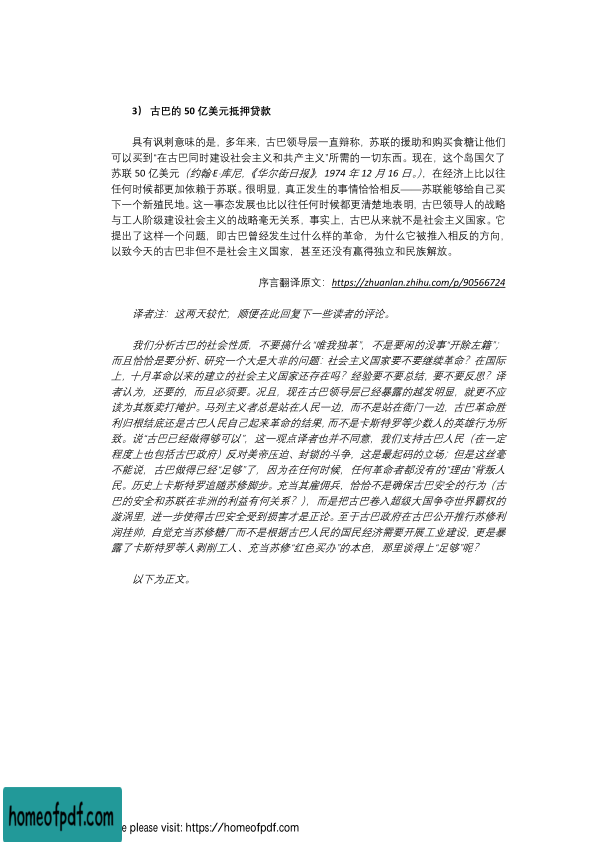 3） 古巴的 50 亿美元抵押贷款
具有讽刺意味的是，多年来，古巴领导层一直辩称，苏联的援助和购买食糖让他们
可以买到“在古巴同时建设社会主义和共产主义”所需的一切东西。现在，这个岛国欠了
苏联 50 亿美元（约翰·E·库尼，《华尔街日报》，1974 年 12 月 16 日。），在经济上比以往
任何时候都更加依赖于苏联。很明显，真正发生的事情恰恰相反——苏联能够给自己买
下一个新殖民地。这一事态发展也比以往任何时候都更清楚地表明，古巴领导人的战略
与工人阶级建设社会主义的战略毫无关系，事实上，古巴从来就不是社会主义国家。它
提出了这样一个问题，即古巴曾经发生过什么样的革命，为什么它被推入相反的方向，
以致今天的古巴非但不是社会主义国家，甚至还没有赢得独立和民族解放。
序言翻译原文：https://zhuanlan.zhihu.com/p/90566724
译者注：这两天较忙，顺便在此回复下一些读者的评论。
我们分析古巴的社会性质，不要搞什么“唯我独革”，不是要闲的没事“开除左籍”；
而且恰恰是要分析、研究一个大是大非的问题：社会主义国家要不要继续革命？在国际
上，十月革命以来的建立的社会主义国家还存在吗？经验要不要总结，要不要反思？译
者认为，还要的，而且必须要。况且，现在古巴领导层已经暴露的越发明显，就更不应
该为其叛卖打掩护。马列主义者总是站在人民一边，而不是站在衙门一边，古巴革命胜
利归根结底还是古巴人民自己起来革命的结果，而不是卡斯特罗等少数人的英雄行为所
致。说“古巴已经做得够可以”，这一观点译者也并不同意，我们支持古巴人民（在一定
程度上也包括古巴政府）反对美帝压迫、封锁的斗争，这是最起码的立场；但是这丝毫
不能说，古巴做得已经“足够”了，因为在任何时候，任何革命者都没有的“理由”背叛人
民。历史上卡斯特罗追随苏修脚步。充当其雇佣兵，恰恰不是确保古巴安全的行为（古
巴的安全和苏联在非洲的利益有何关系？），而是把古巴卷入超级大国争夺世界霸权的
漩涡里，进一步使得古巴安全受到损害才是正论。至于古巴政府在古巴公开推行苏修利
润挂帅，自觉充当苏修糖厂而不是根据古巴人民的国民经济需要开展工业建设，更是暴
露了卡斯特罗等人剥削工人、充当苏修“红色买办”的本色，那里谈得上“足够”呢？
以下为正文。
homeofpdf.com
e please visit: https://homeofpdf.com